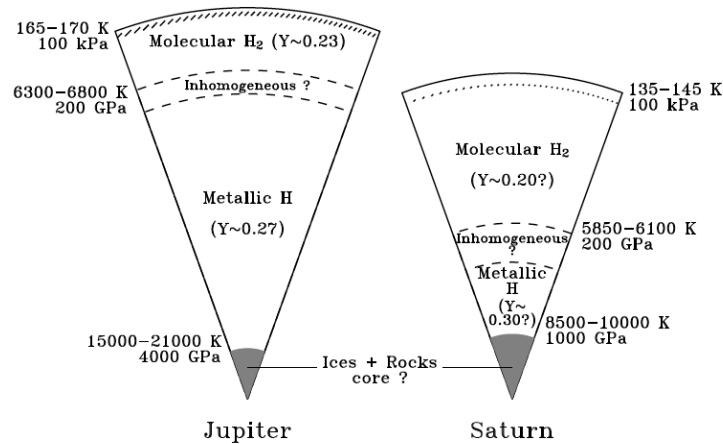 165–170 K
100 kPa
Molecular H₂ (Y~0.23)
6300–6800 K
200 GPa
Inhomogeneous ?
Metallic H
(Y~0.27)
15000–21000 K
4000 GPa
135–145 K
100 kPa
Molecular H₂
(Y~0.20?)
5850–6100 K
200 GPa
Inhomogeneous
?
Metallic
H
(Y~
0.30?)
8500–10000 K
1000 GPa
Ices + Rocks
core ?
Jupiter
Saturn